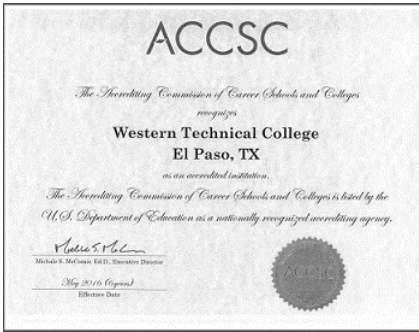 ACCSC
The Accrediting Commission of Career Schools and Colleges
recognizes
Western Technical College
El Paso, TX
as an accredited institution.
The Accrediting Commission of Career Schools and Colleges is listed by the
U.S. Department of Education as a nationally recognized accrediting agency.
Michale S. McComis, Ed.D., Executive Director
May 2016 (6years)
Effective Date
ACCSC